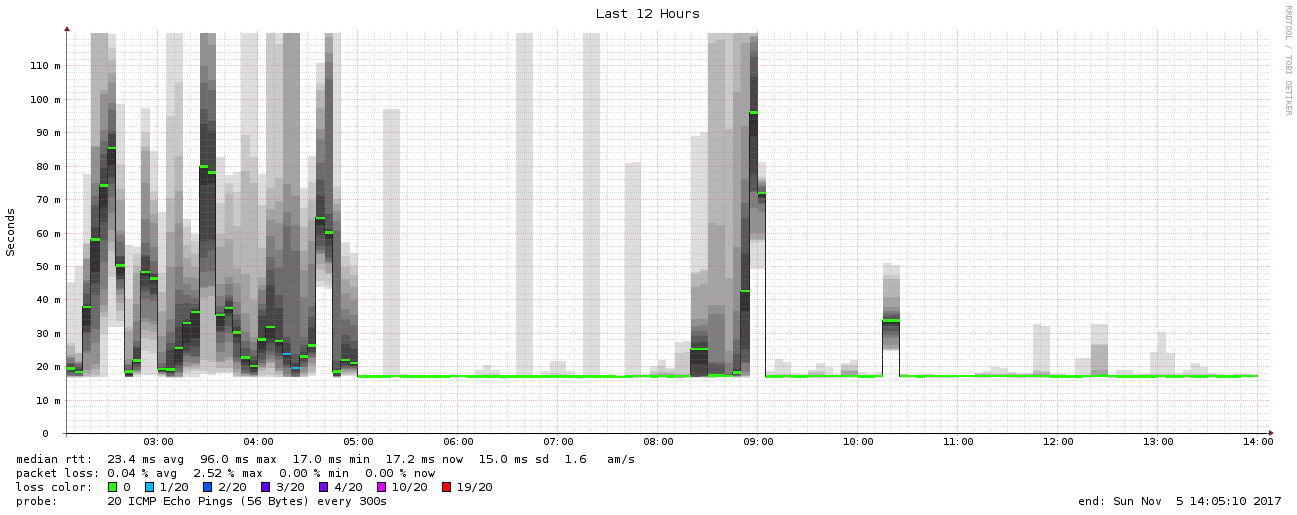 Last 12 Hours
RRDTOOL / TOBI OETIKER
Seconds
110 m
100 m
90 m
80 m
70 m
60 m
50 m
40 m
30 m
20 m
10 m
0
03:00 04:00 05:00 06:00 07:00 08:00 09:00 10:00 11:00 12:00 13:00 14:00
median rtt: 23.4 ms avg 96.0 ms max 17.0 ms min 17.2 ms now 15.0 ms sd 1.6 am/s
packet loss: 0.04 % avg 2.52 % max 0.00 % min 0.00 % now
loss color: 0 1/20 2/20 3/20 4/20 10/20 19/20
probe: 20 ICMP Echo Pings (56 Bytes) every 300s end: Sun Nov 5 14:05:10 2017